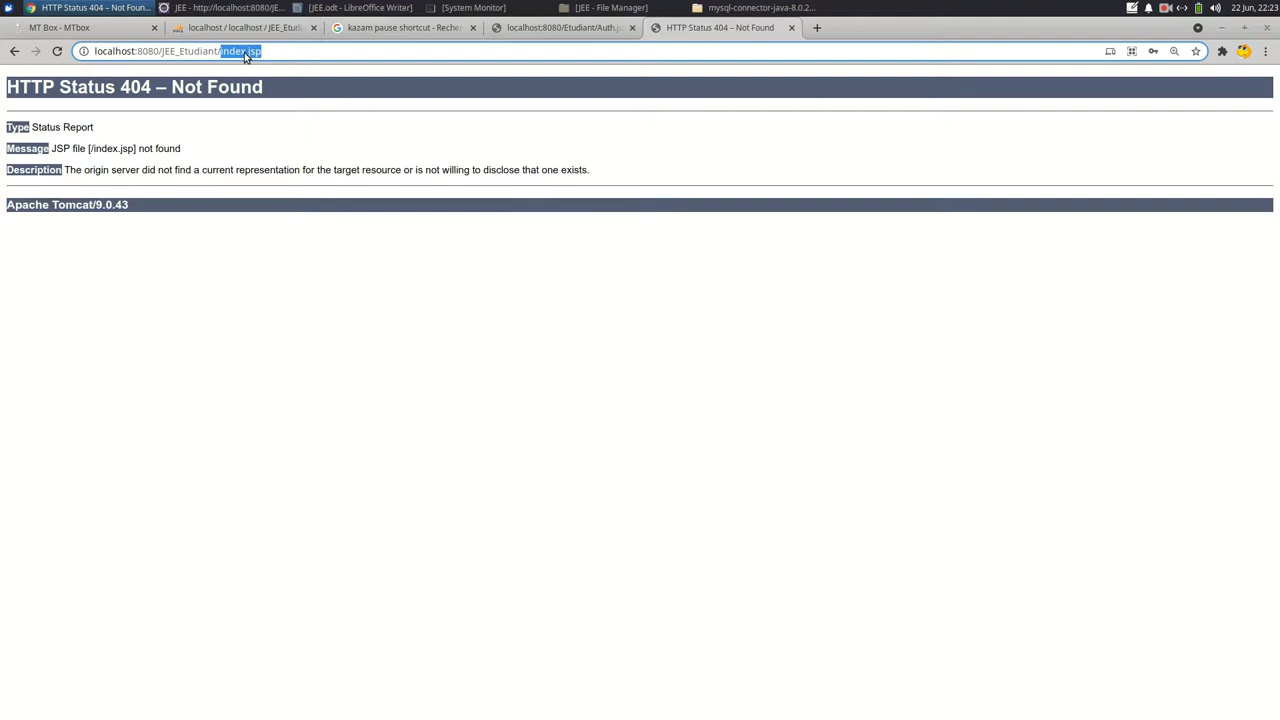 HTTP Status 404 – Not Foun...
JEE - http://localhost:8080/JE...
[JEE.odt - LibreOffice Writer]
[System Monitor]
[JEE - File Manager]
mysql-connector-java-8.0.2...
22 Jun, 22:23
MT Box - MTbox
localhost / localhost / JEE_Etudi
kazam pause shortcut - Recher
localhost:8080/Etudiant/Auth.js
HTTP Status 404 – Not Found
localhost:8080/JEE_Etudiant/index.jsp
HTTP Status 404 – Not Found
Type Status Report
Message JSP file [/index.jsp] not found
Description The origin server did not find a current representation for the target resource or is not willing to disclose that one exists.
Apache Tomcat/9.0.43